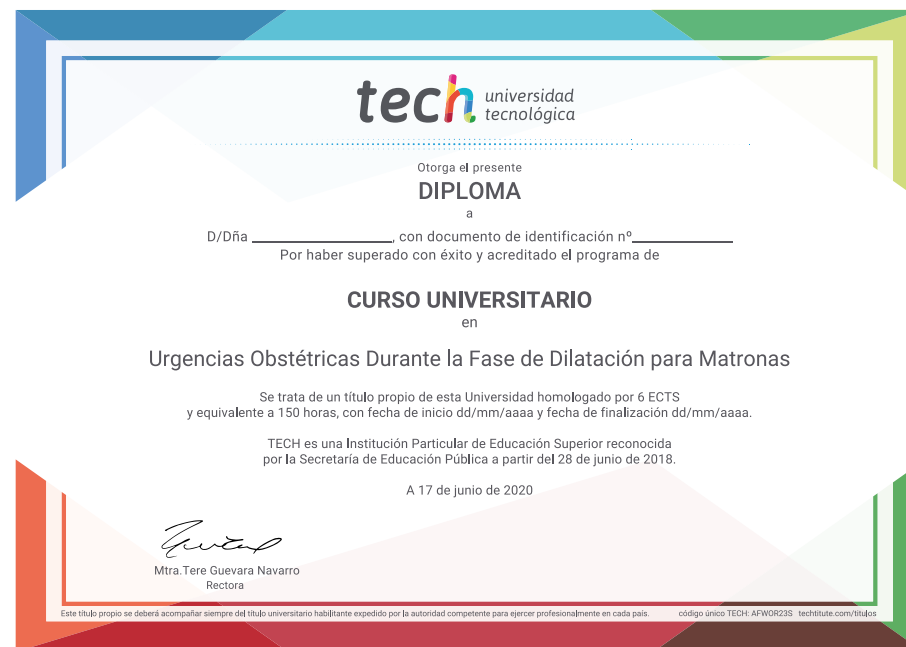 tech universidad
tecnológica
Otorga el presente
DIPLOMA
a
D/Dña ____________________, con documento de identificación nº______________
Por haber superado con éxito y acreditado el programa de
CURSO UNIVERSITARIO
en
Urgencias Obstétricas Durante la Fase de Dilatación para Matronas
Se trata de un título propio de esta Universidad homologado por 6 ECTS
y equivalente a 150 horas, con fecha de inicio dd/mm/aaaa y fecha de finalización dd/mm/aaaa.
TECH es una Institución Particular de Educación Superior reconocida
por la Secretaría de Educación Pública a partir del 28 de junio de 2018.
A 17 de junio de 2020
Mtra.Tere Guevara Navarro
Rectora
Este título propio se deberá acompañar siempre del título universitario habilitante expedido por la autoridad competente para ejercer profesionalmente en cada país. código único TECH: AFWOR23S techtitute.com/titulos